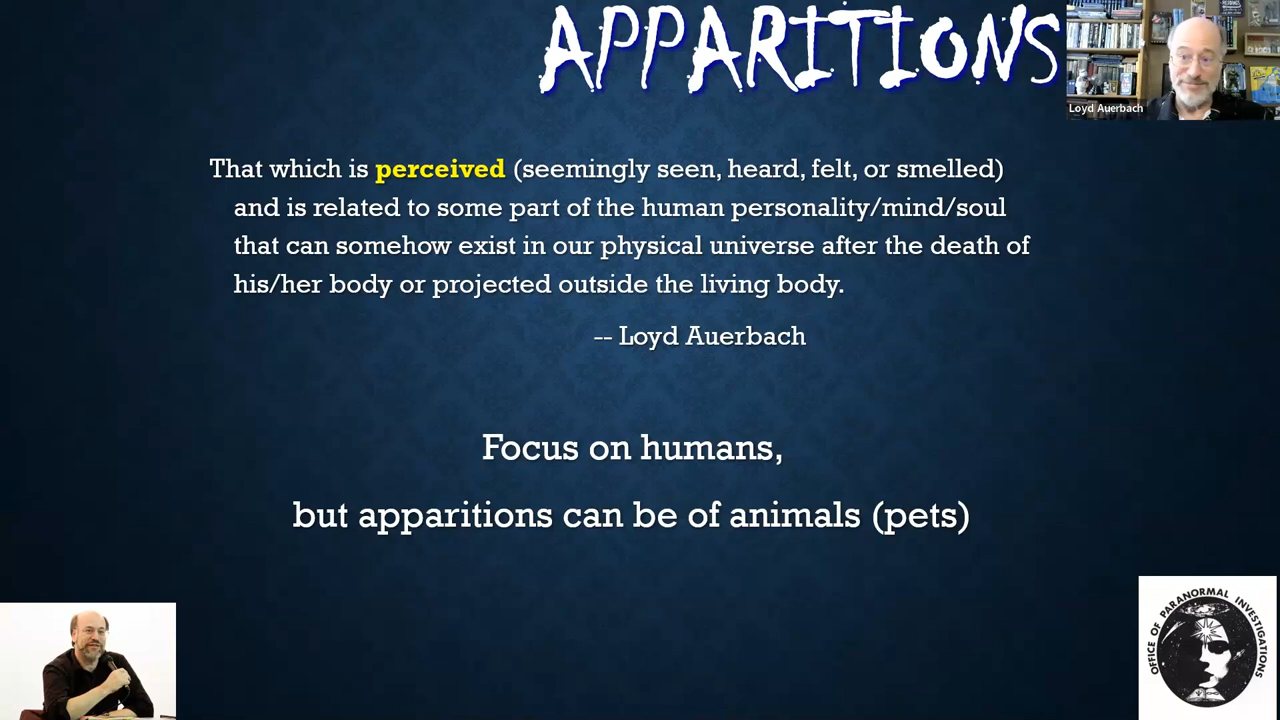 APPARITIONS
Loyd Auerbach
That which is perceived (seemingly seen, heard, felt, or smelled)
and is related to some part of the human personality/mind/soul
that can somehow exist in our physical universe after the death of
his/her body or projected outside the living body.
-- Loyd Auerbach
Focus on humans,
but apparitions can be of animals (pets)
OFFICE OF PARANORMAL INVESTIGATIONS